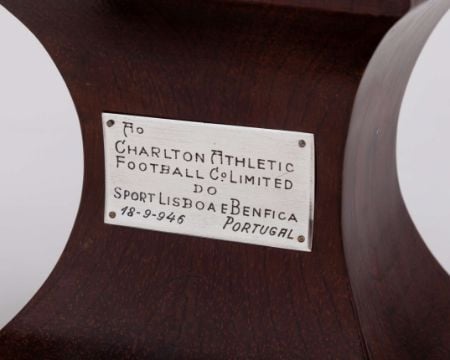 Ao
CHARLTON ATHLETIC
FOOTBALL Co. LIMITED
DO
SPORT LISBOA E BENFICA
18-9-946 PORTUGAL